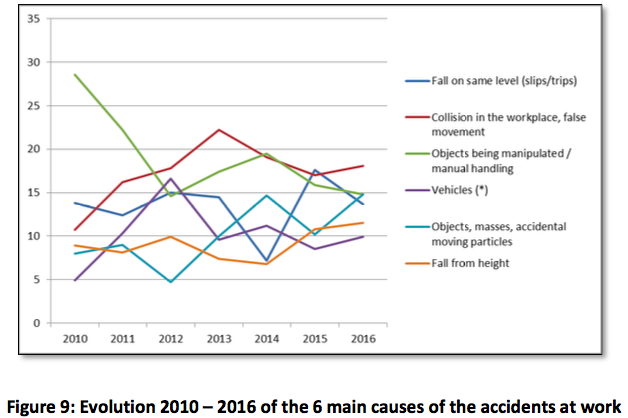 35
30
25
20
15
10
5
0
2010 2011 2012 2013 2014 2015 2016
Fall on same level (slips/trips)
Collision in the workplace, false
movement
Objects being manipulated /
manual handling
Vehicles (*)
Objects, masses, accidental
moving particles
Fall from height
Figure 9: Evolution 2010 – 2016 of the 6 main causes of the accidents at work